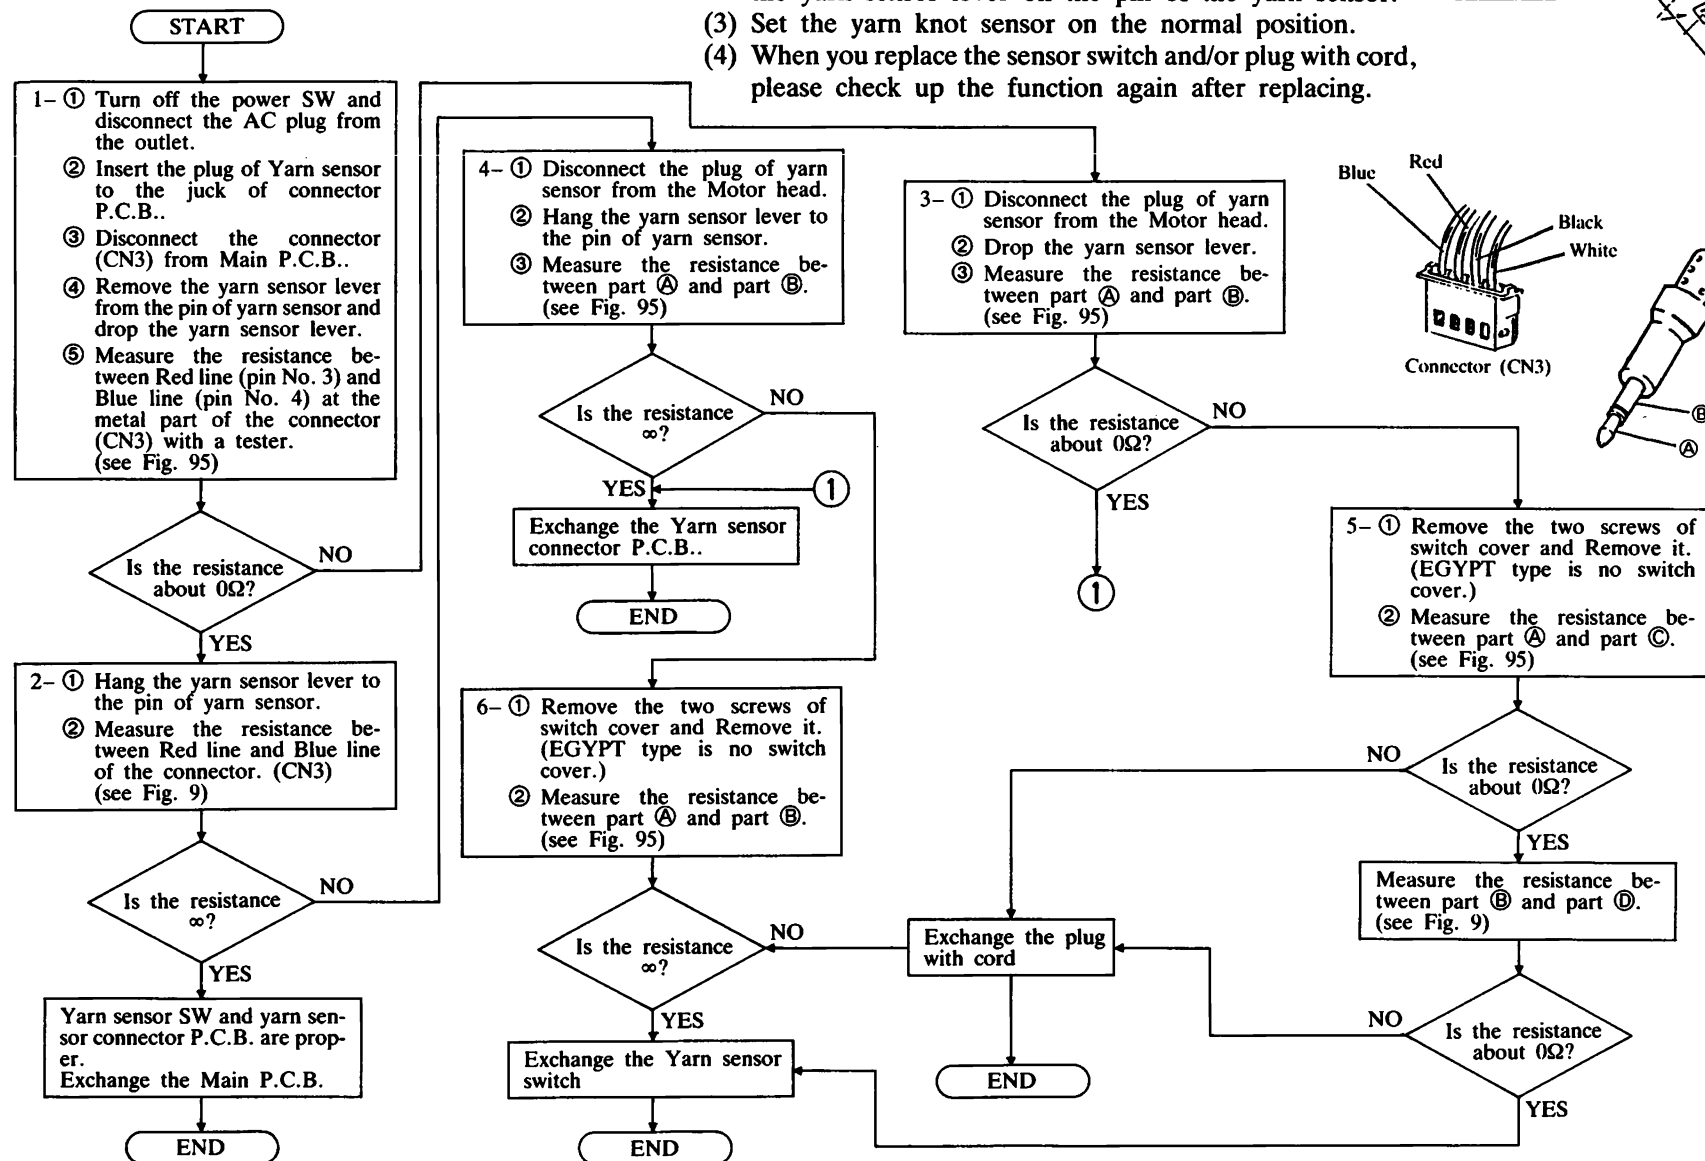 the yarn sensor lever on the pin of the yarn sensor.
(3) Set the yarn knot sensor on the normal position.
(4) When you replace the sensor switch and/or plug with cord,
please check up the function again after replacing.
START
1– ① Turn off the power SW and
disconnect the AC plug from
the outlet.
② Insert the plug of Yarn sensor
to the juck of connector
P.C.B..
③ Disconnect the connector
(CN3) from Main P.C.B..
④ Remove the yarn sensor lever
from the pin of yarn sensor and
drop the yarn sensor lever.
⑤ Measure the resistance be-
tween Red line (pin No. 3) and
Blue line (pin No. 4) at the
metal part of the connector
(CN3) with a tester.
(see Fig. 95)
Is the resistance
about 0Ω?
NO
YES
2– ① Hang the yarn sensor lever to
the pin of yarn sensor.
② Measure the resistance be-
tween Red line and Blue line
of the connector. (CN3)
(see Fig. 9)
Is the resistance
∞?
NO
YES
Yarn sensor SW and yarn sen-
sor connector P.C.B. are prop-
er.
Exchange the Main P.C.B.
END
4– ① Disconnect the plug of yarn
sensor from the Motor head.
② Hang the yarn sensor lever to
the pin of yarn sensor.
③ Measure the resistance be-
tween part Ⓐ and part Ⓑ.
(see Fig. 95)
Is the resistance
∞?
NO
YES
①
Exchange the Yarn sensor
connector P.C.B..
END
6– ① Remove the two screws of
switch cover and Remove it.
(EGYPT type is no switch
cover.)
② Measure the resistance be-
tween part Ⓐ and part Ⓑ.
(see Fig. 95)
Is the resistance
∞?
NO
YES
Exchange the Yarn sensor
switch
END
3– ① Disconnect the plug of yarn
sensor from the Motor head.
② Drop the yarn sensor lever.
③ Measure the resistance be-
tween part Ⓐ and part Ⓑ.
(see Fig. 95)
Is the resistance
about 0Ω?
NO
YES
①
Exchange the plug
with cord
END
Blue
Red
Black
White
Connector (CN3)
Ⓑ
Ⓐ
5– ① Remove the two screws of
switch cover and Remove it.
(EGYPT type is no switch
cover.)
② Measure the resistance be-
tween part Ⓐ and part Ⓒ.
(see Fig. 95)
NO
Is the resistance
about 0Ω?
YES
Measure the resistance be-
tween part Ⓑ and part Ⓓ.
(see Fig. 9)
NO
Is the resistance
about 0Ω?
YES